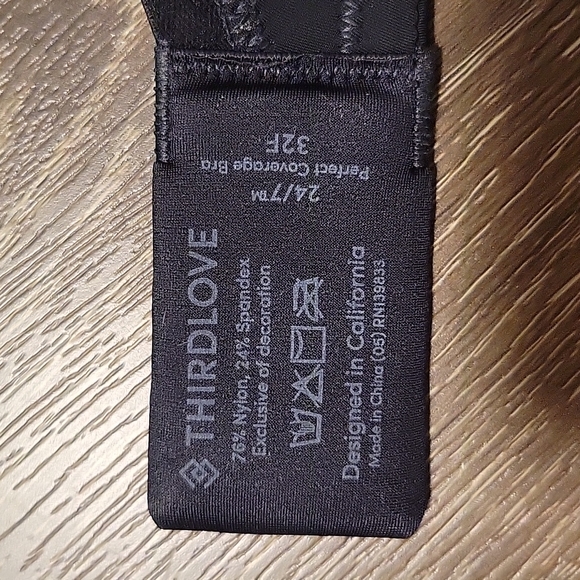 32F
Perfect Coverage Bra
24/7™
THIRDLOVE
76% Nylon, 24% Spandex
Exclusive of decoration
Designed in California
Made in China (05) RN139833